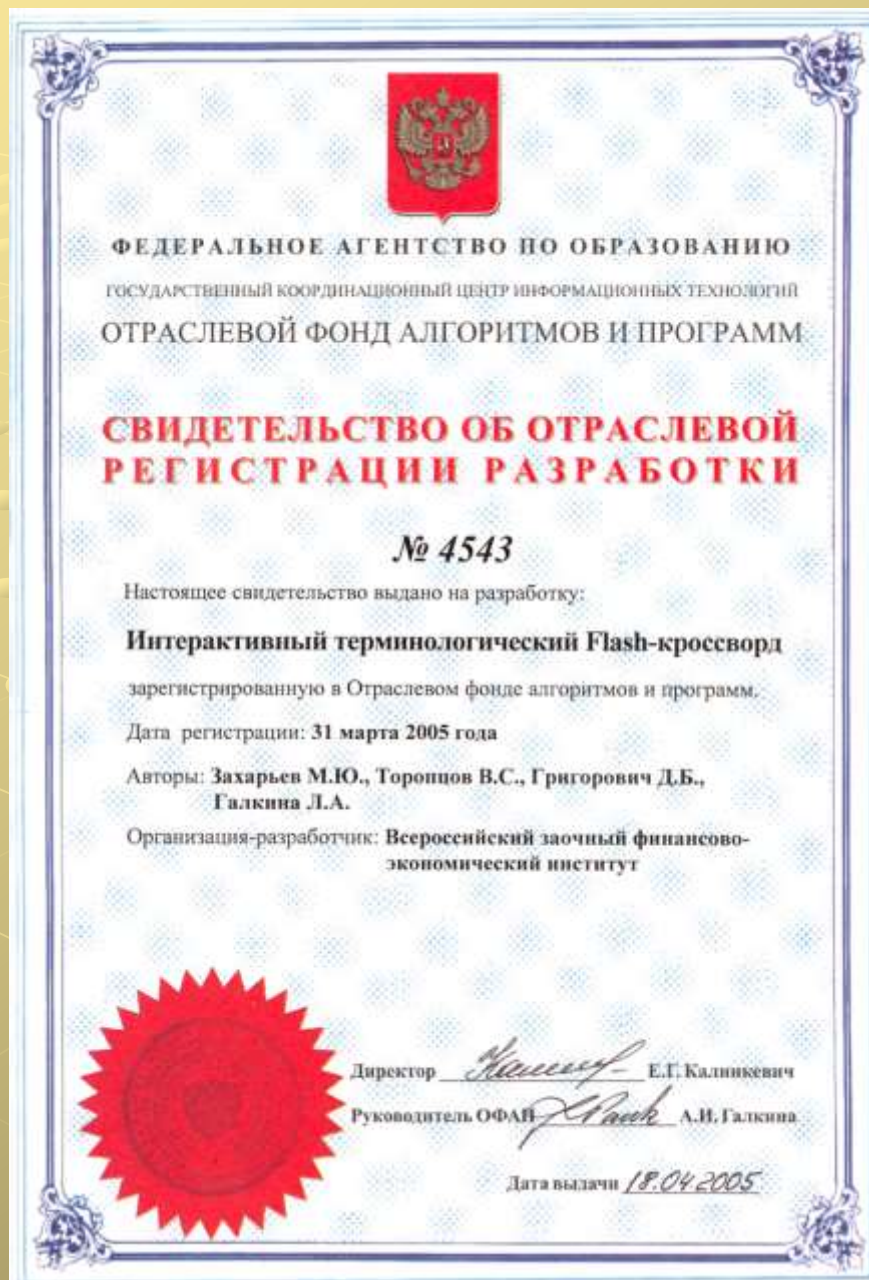 ФЕДЕРАЛЬНОЕ АГЕНТСТВО ПО ОБРАЗОВАНИЮ
ГОСУДАРСТВЕННЫЙ КООРДИНАЦИОННЫЙ ЦЕНТР ИНФОРМАЦИОННЫХ ТЕХНОЛОГИЙ
ОТРАСЛЕВОЙ ФОНД АЛГОРИТМОВ И ПРОГРАММ
СВИДЕТЕЛЬСТВО ОБ ОТРАСЛЕВОЙ
РЕГИСТРАЦИИ РАЗРАБОТКИ
№ 4543
Настоящее свидетельство выдано на разработку:
Интерактивный терминологический Flash-кроссворд
зарегистрированную в Отраслевом фонде алгоритмов и программ.
Дата регистрации: 31 марта 2005 года
Авторы: Захарьев М.Ю., Торопцов В.С., Григорович Д.Б.,
Галкина Л.А.
Организация-разработчик: Всероссийский заочный финансово-
экономический институт
Директор Е.Г. Калинкевич
Руководитель ОФАП А.И. Галкина
Дата выдачи 18.04.2005